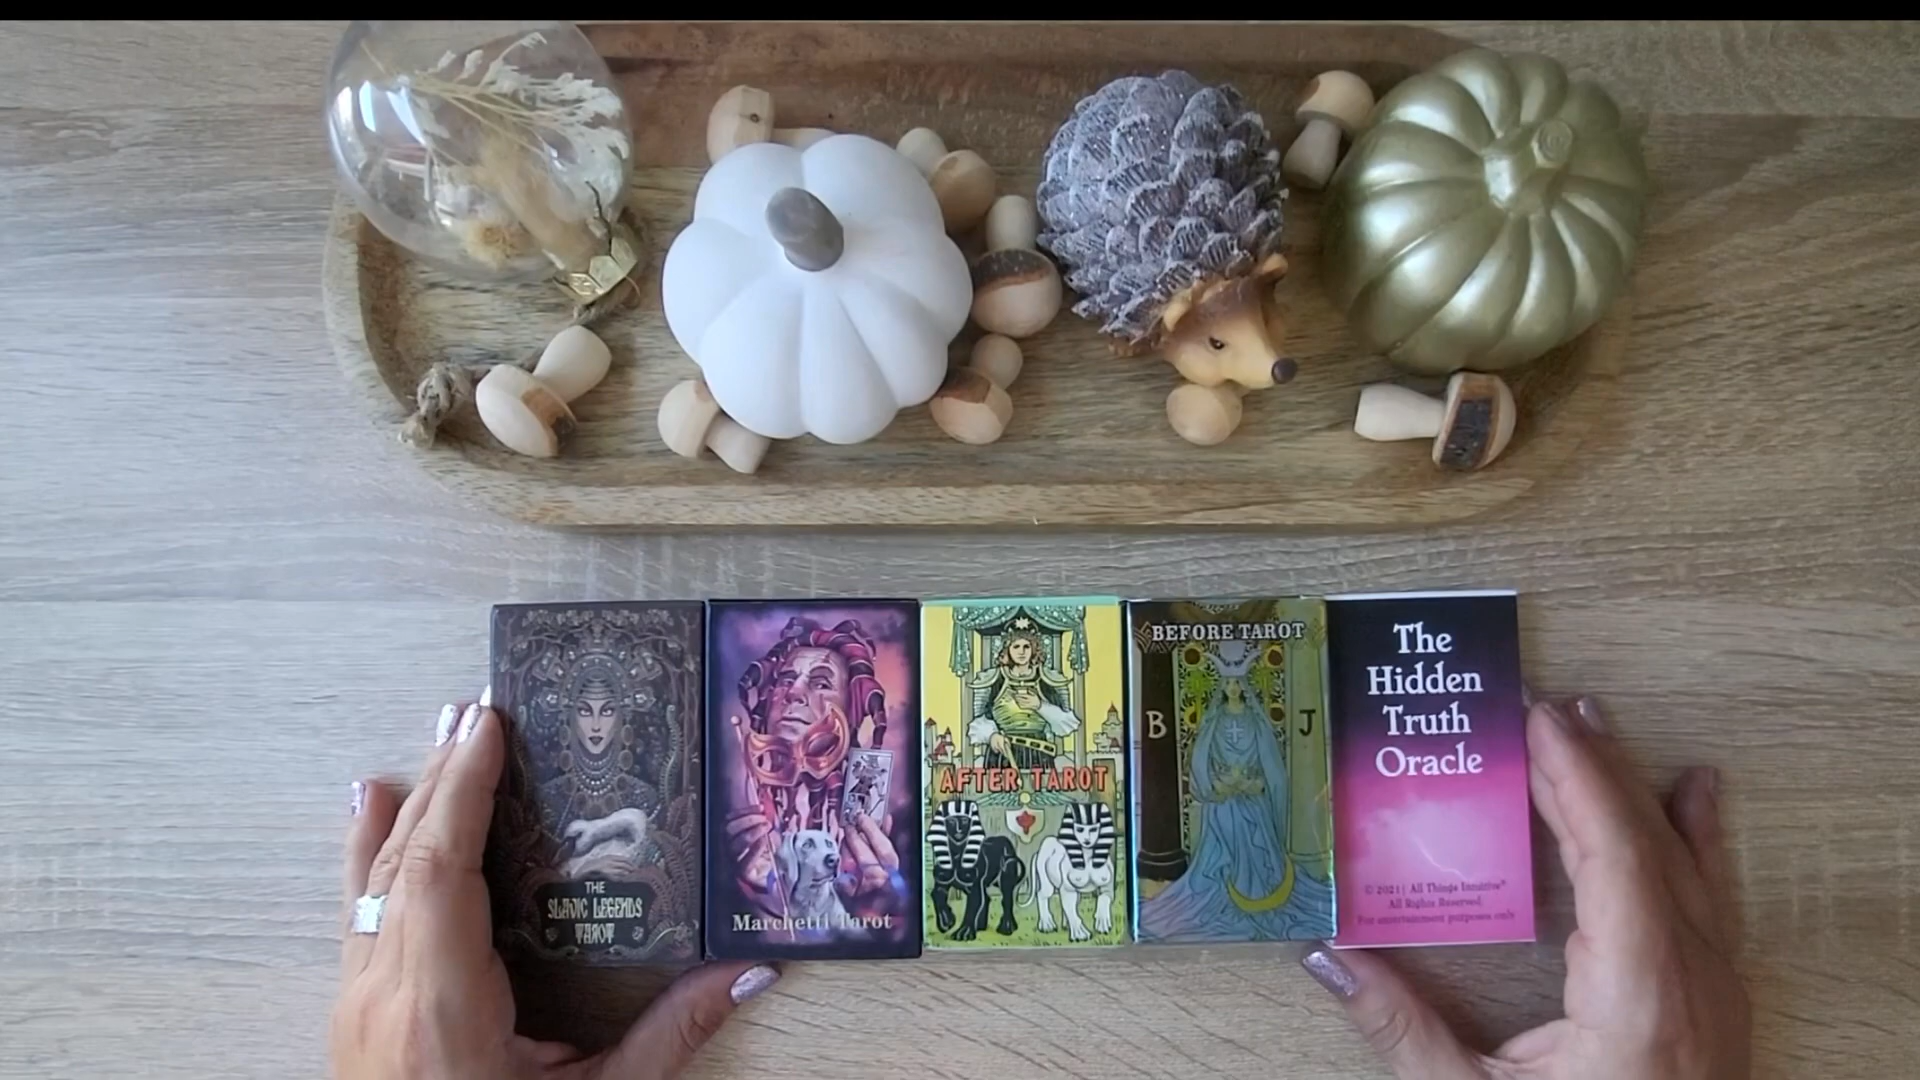 THE
SLAVIC LEGENDS
TAROT
Marchetti Tarot
AFTER TAROT
BEFORE TAROT
B
J
The
Hidden
Truth
Oracle
© 2021| All Things Intuitive®
All Rights Reserved.
For entertainment purposes only